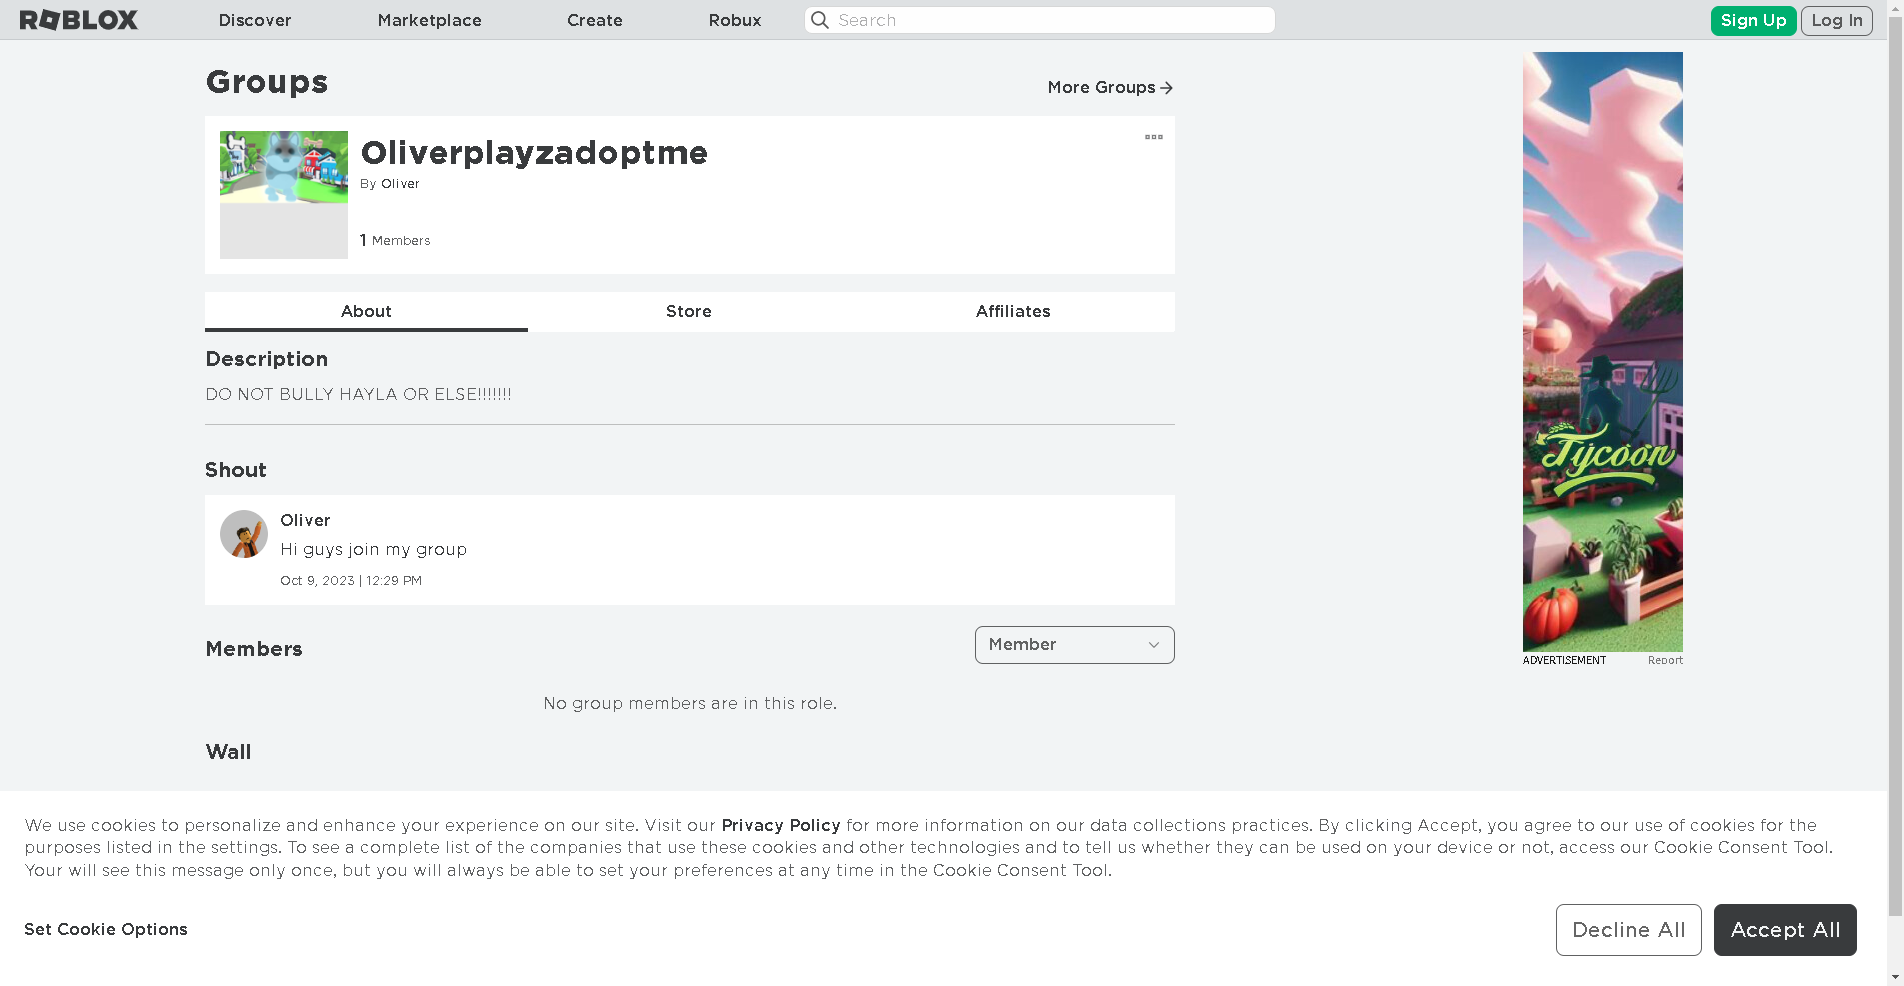 ROBLOX
Discover
Marketplace
Create
Robux
Search
Sign Up
Log In
Groups
More Groups
Oliverplayzadoptme
By Oliver
1 Members
About
Store
Affiliates
Description
DO NOT BULLY HAYLA OR ELSE!!!!!!!
Shout
Oliver
Hi guys join my group
Oct 9, 2023 | 12:29 PM
Members
Member
No group members are in this role.
Wall
Tycoon
ADVERTISEMENT
Report
We use cookies to personalize and enhance your experience on our site. Visit our Privacy Policy for more information on our data collections practices. By clicking Accept, you agree to our use of cookies for the
purposes listed in the settings. To see a complete list of the companies that use these cookies and other technologies and to tell us whether they can be used on your device or not, access our Cookie Consent Tool.
Your will see this message only once, but you will always be able to set your preferences at any time in the Cookie Consent Tool.
Set Cookie Options
Decline All
Accept All